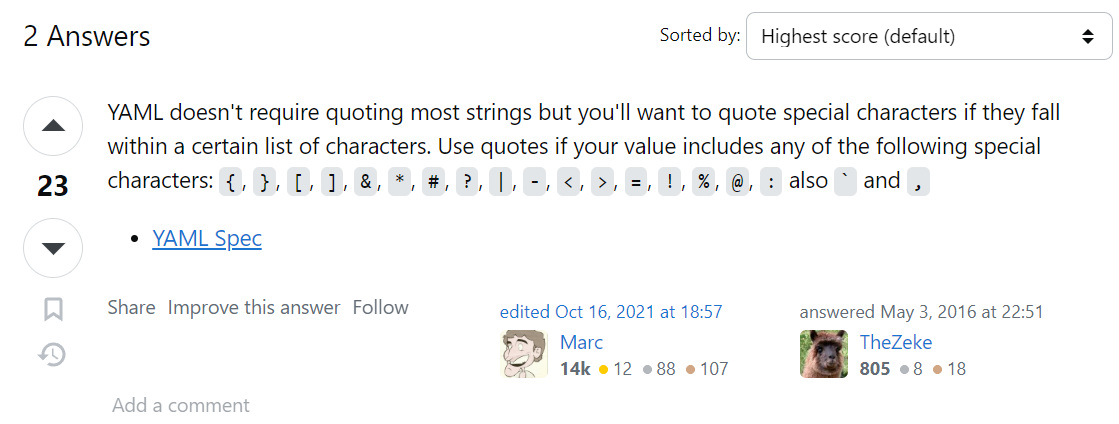 2 Answers
Sorted by: Highest score (default)
YAML doesn't require quoting most strings but you'll want to quote special characters if they fall
within a certain list of characters. Use quotes if your value includes any of the following special
23
characters: {, }, [, ], &, *, #, ?, |, -, <, >, =, !, %, @, : also ` and ,
• YAML Spec
Share Improve this answer Follow
edited Oct 16, 2021 at 18:57
Marc
14k ● 12 ● 88 ● 107
answered May 3, 2016 at 22:51
TheZeke
805 ● 8 ● 18
Add a comment